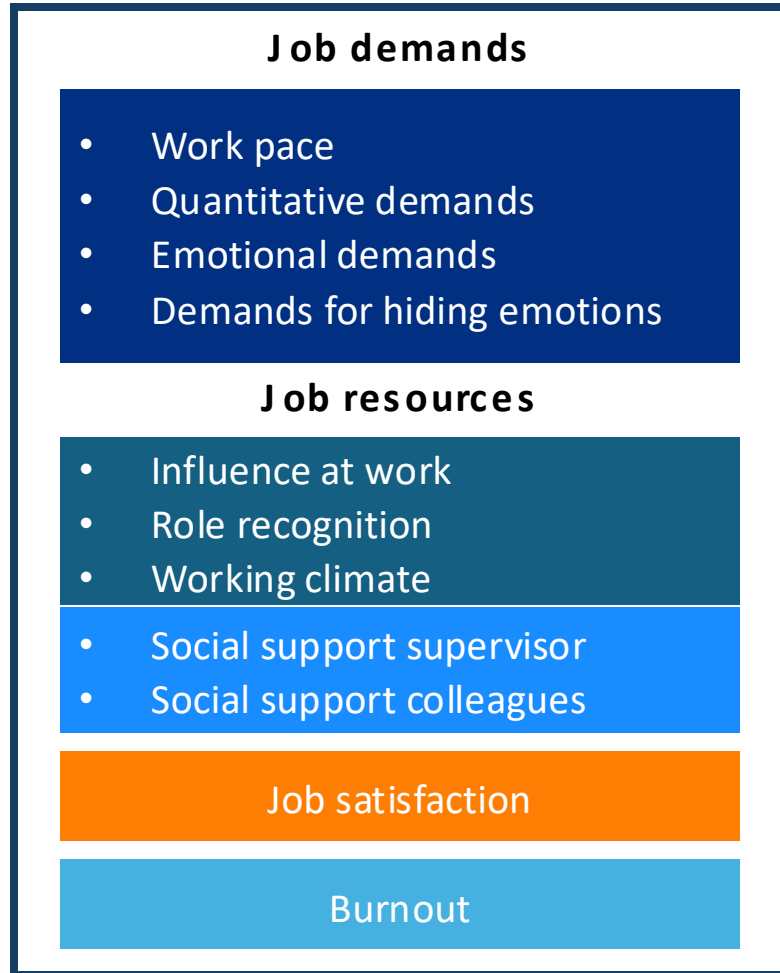 Job demands
• Work pace
• Quantitative demands
• Emotional demands
• Demands for hiding emotions
Job resources
• Influence at work
• Role recognition
• Working climate
• Social support supervisor
• Social support colleagues
Job satisfaction
Burnout